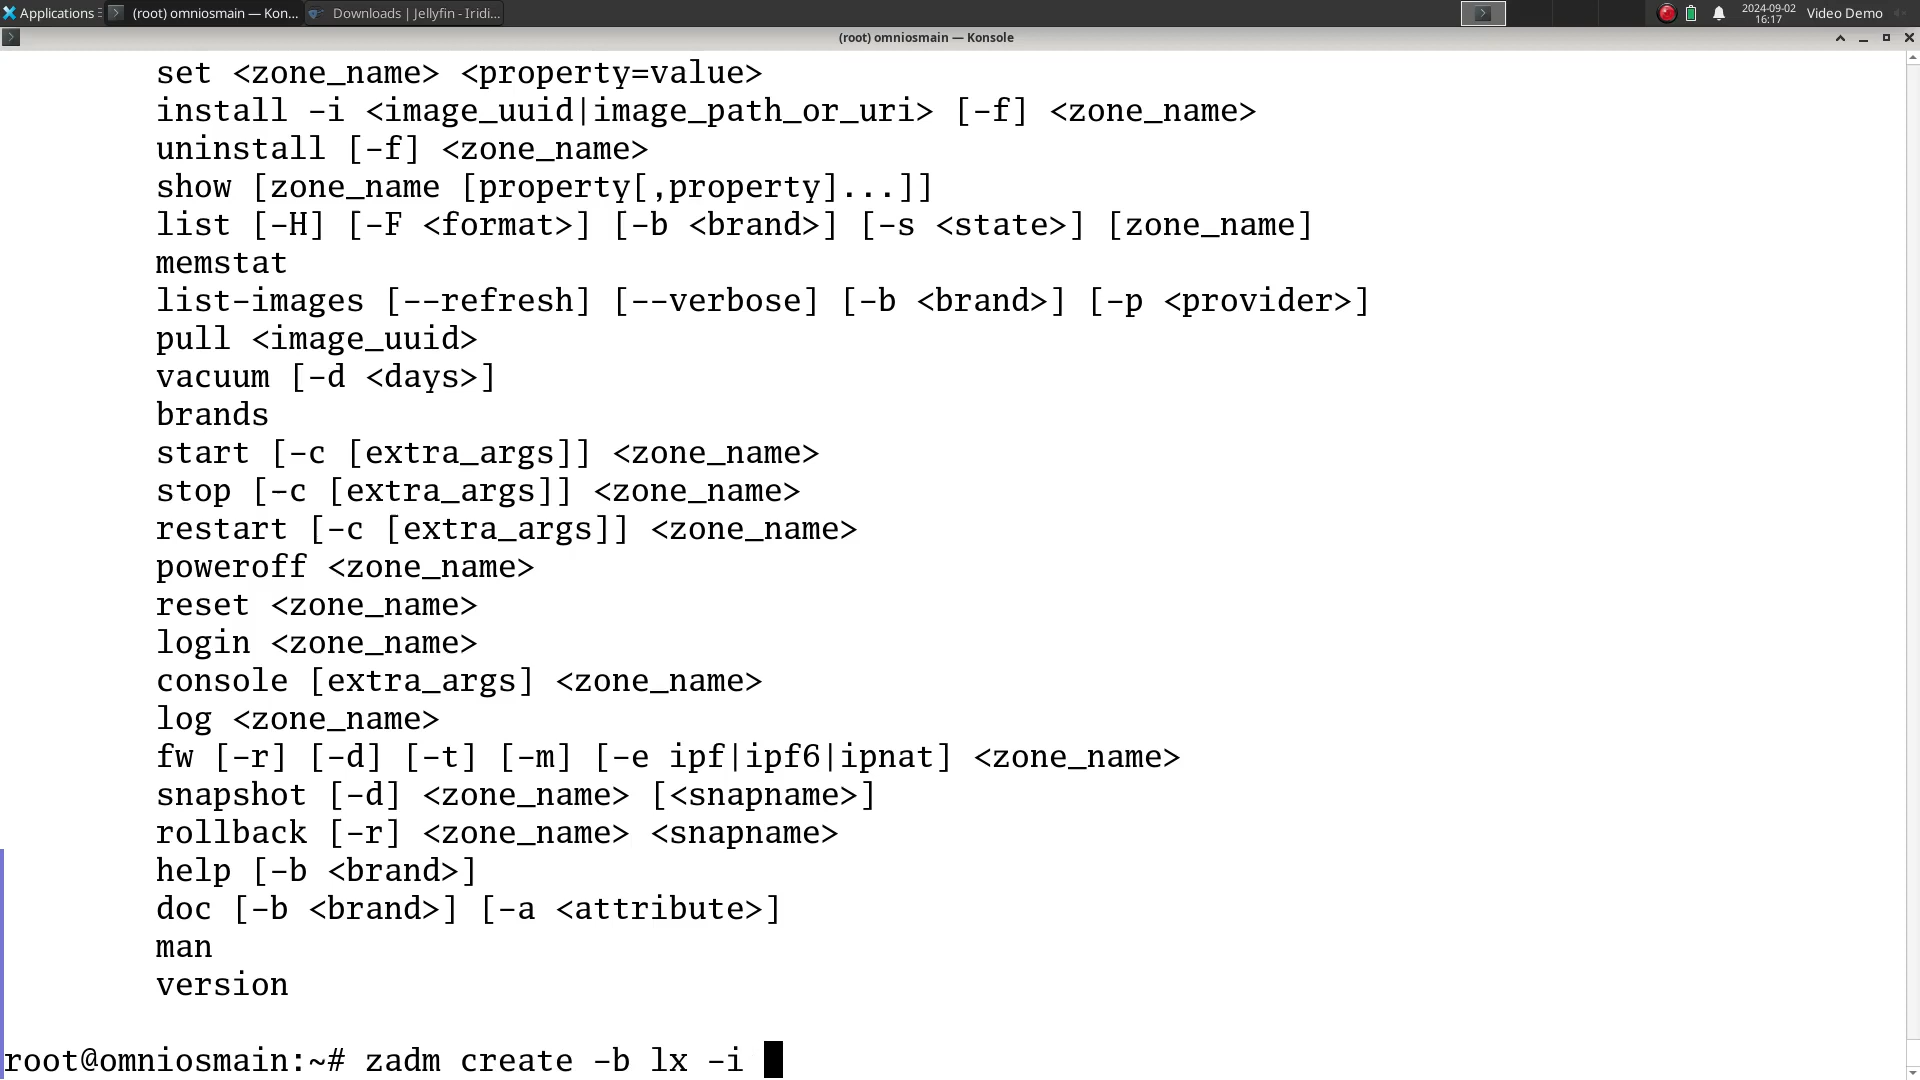 Applications
(root) omniosmain — Kon...
Downloads | Jellyfin - Iridi...
2024-09-02
16:17
Video Demo
(root) omniosmain — Konsole
set <zone_name> <property=value>
install -i <image_uuid|image_path_or_uri> [-f] <zone_name>
uninstall [-f] <zone_name>
show [zone_name [property[,property]...]]
list [-H] [-F <format>] [-b <brand>] [-s <state>] [zone_name]
memstat
list-images [--refresh] [--verbose] [-b <brand>] [-p <provider>]
pull <image_uuid>
vacuum [-d <days>]
brands
start [-c [extra_args]] <zone_name>
stop [-c [extra_args]] <zone_name>
restart [-c [extra_args]] <zone_name>
poweroff <zone_name>
reset <zone_name>
login <zone_name>
console [extra_args] <zone_name>
log <zone_name>
fw [-r] [-d] [-t] [-m] [-e ipf|ipf6|ipnat] <zone_name>
snapshot [-d] <zone_name> [<snapname>]
rollback [-r] <zone_name> <snapname>
help [-b <brand>]
doc [-b <brand>] [-a <attribute>]
man
version
root@omniosmain:~# zadm create -b lx -i